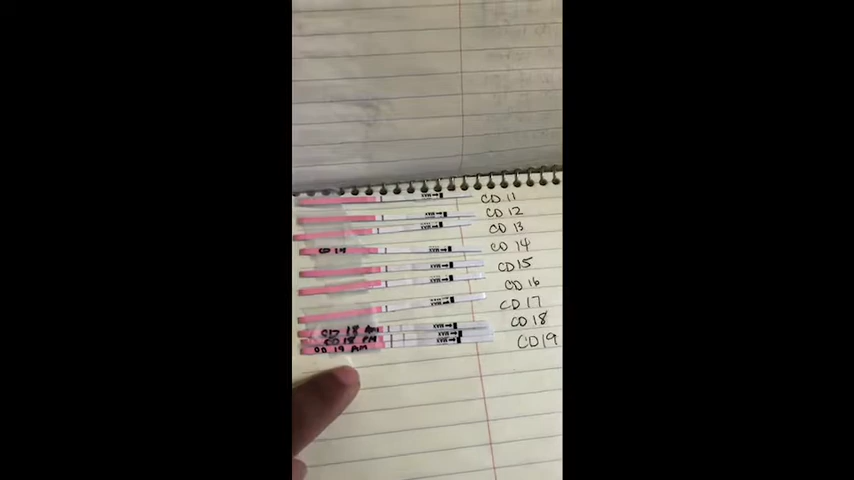 CD 11
CD 12
CD 13
CD 14
CD 14
CD 15
CD 16
CD 17
CD 18
CD 18 AM
CD 18 PM
CD 19 AM
CD 19
MAX
MAX
MAX
MAX
MAX
MAX
MAX
MAX
MAX
MAX